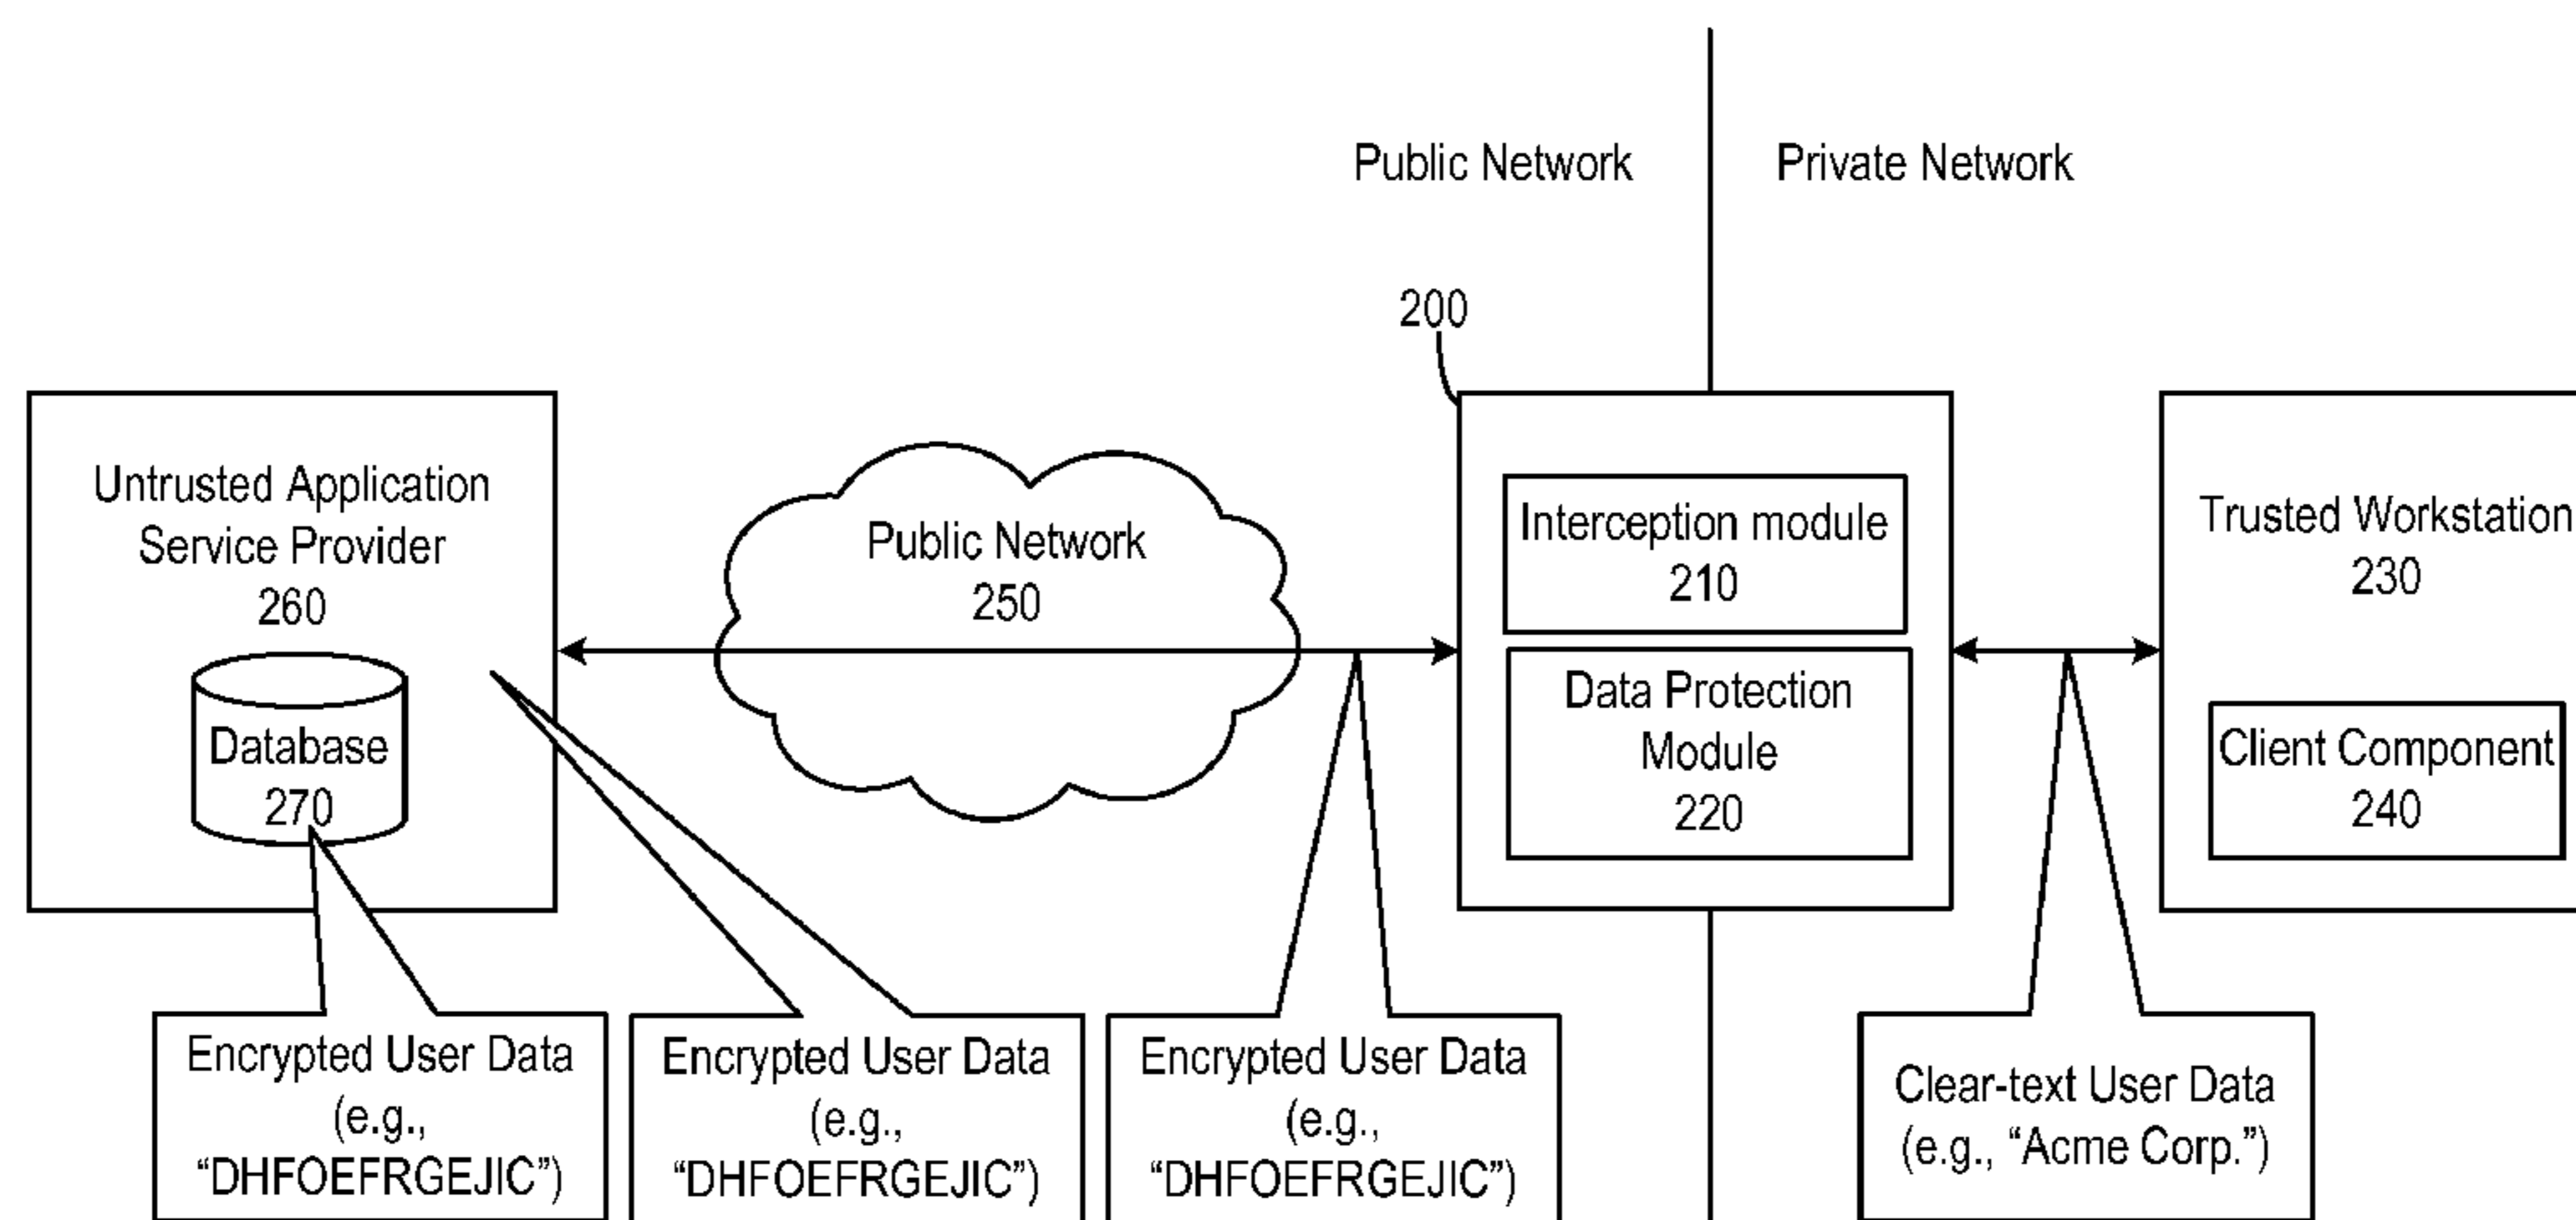 Public Network
Private Network
200
Untrusted Application
Service Provider
260
Database
270
Public Network
250
Interception module
210
Data Protection
Module
220
Trusted Workstation
230
Client Component
240
Encrypted User Data
(e.g.,
“DHFOEFRGEJIC”)
Encrypted User Data
(e.g.,
“DHFOEFRGEJIC”)
Encrypted User Data
(e.g.,
“DHFOEFRGEJIC”)
Clear-text User Data
(e.g., “Acme Corp.”)